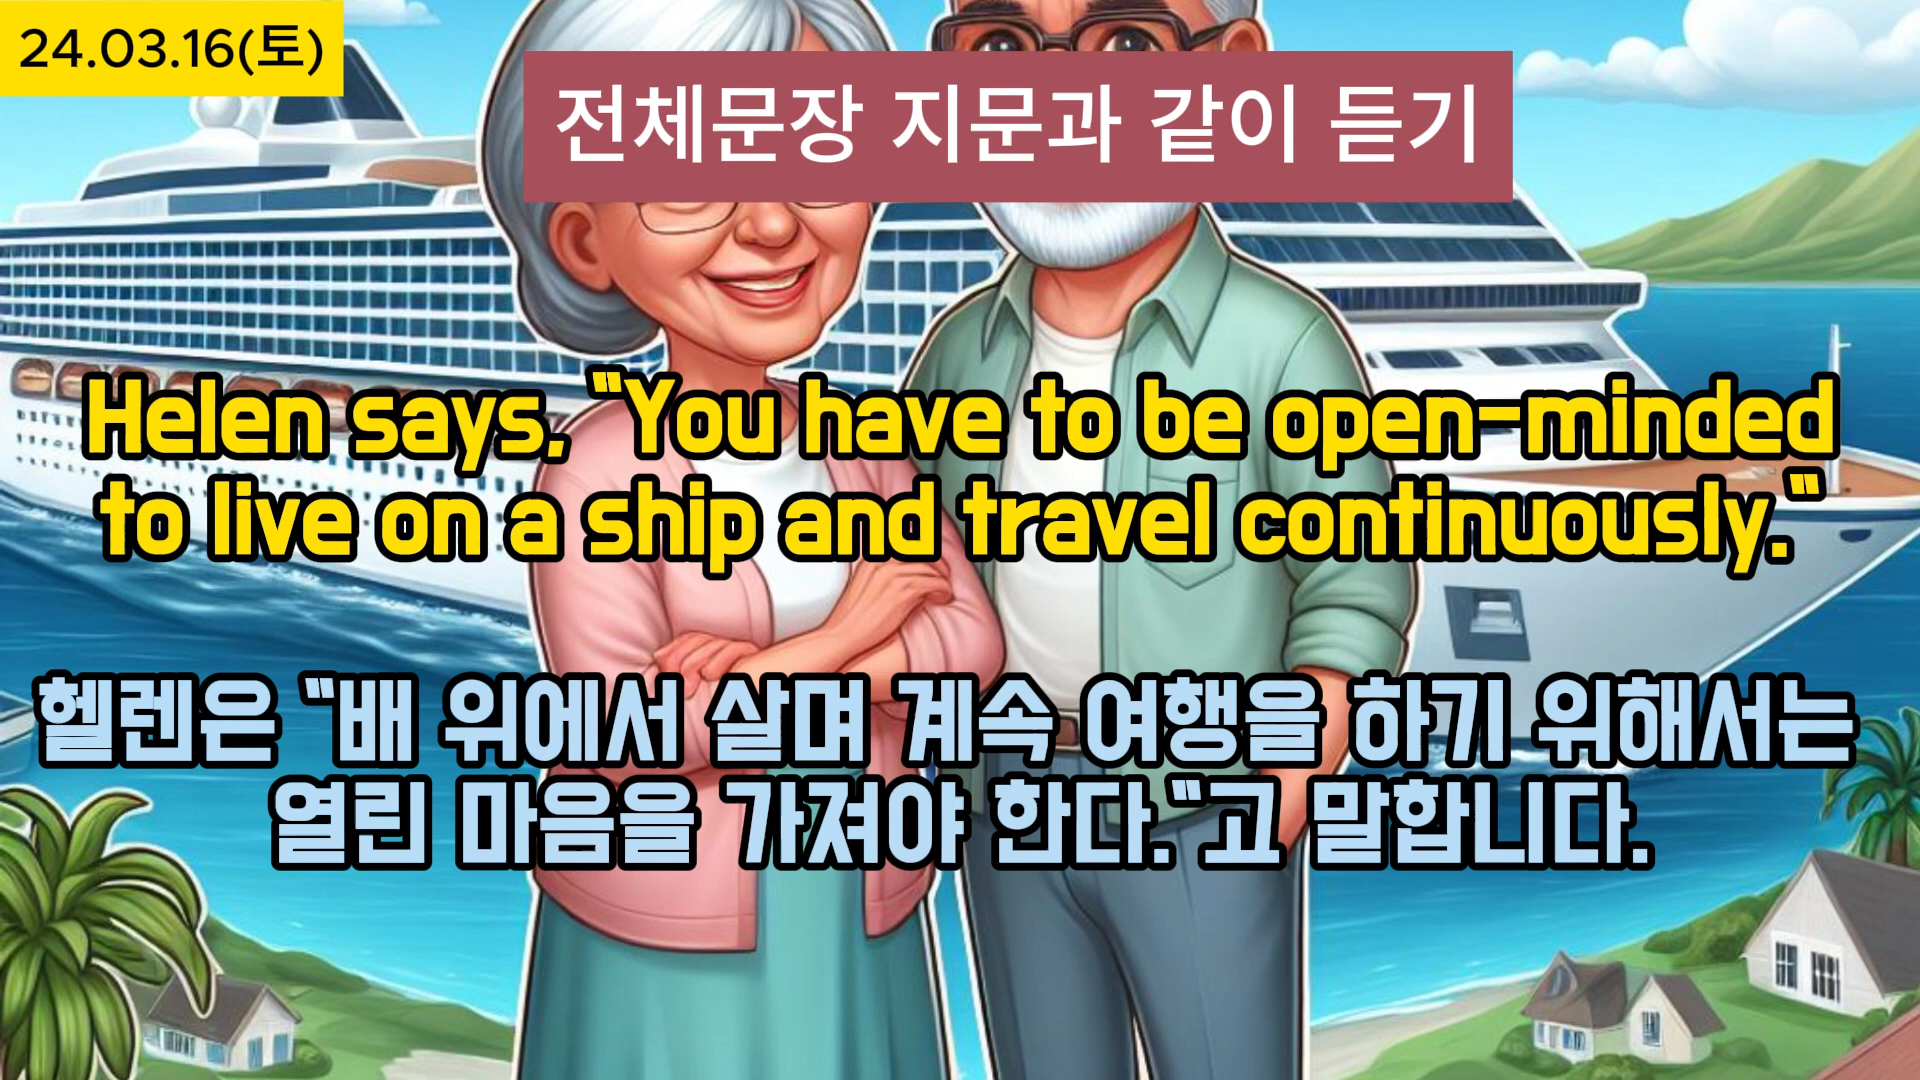 24.03.16(토)
전체문장 지문과 같이 듣기
Helen says, "You have to be open-minded
to live on a ship and travel continuously."
헬렌은 "배 위에서 살며 계속 여행을 하기 위해서는
열린 마음을 가져야 한다."고 말합니다.